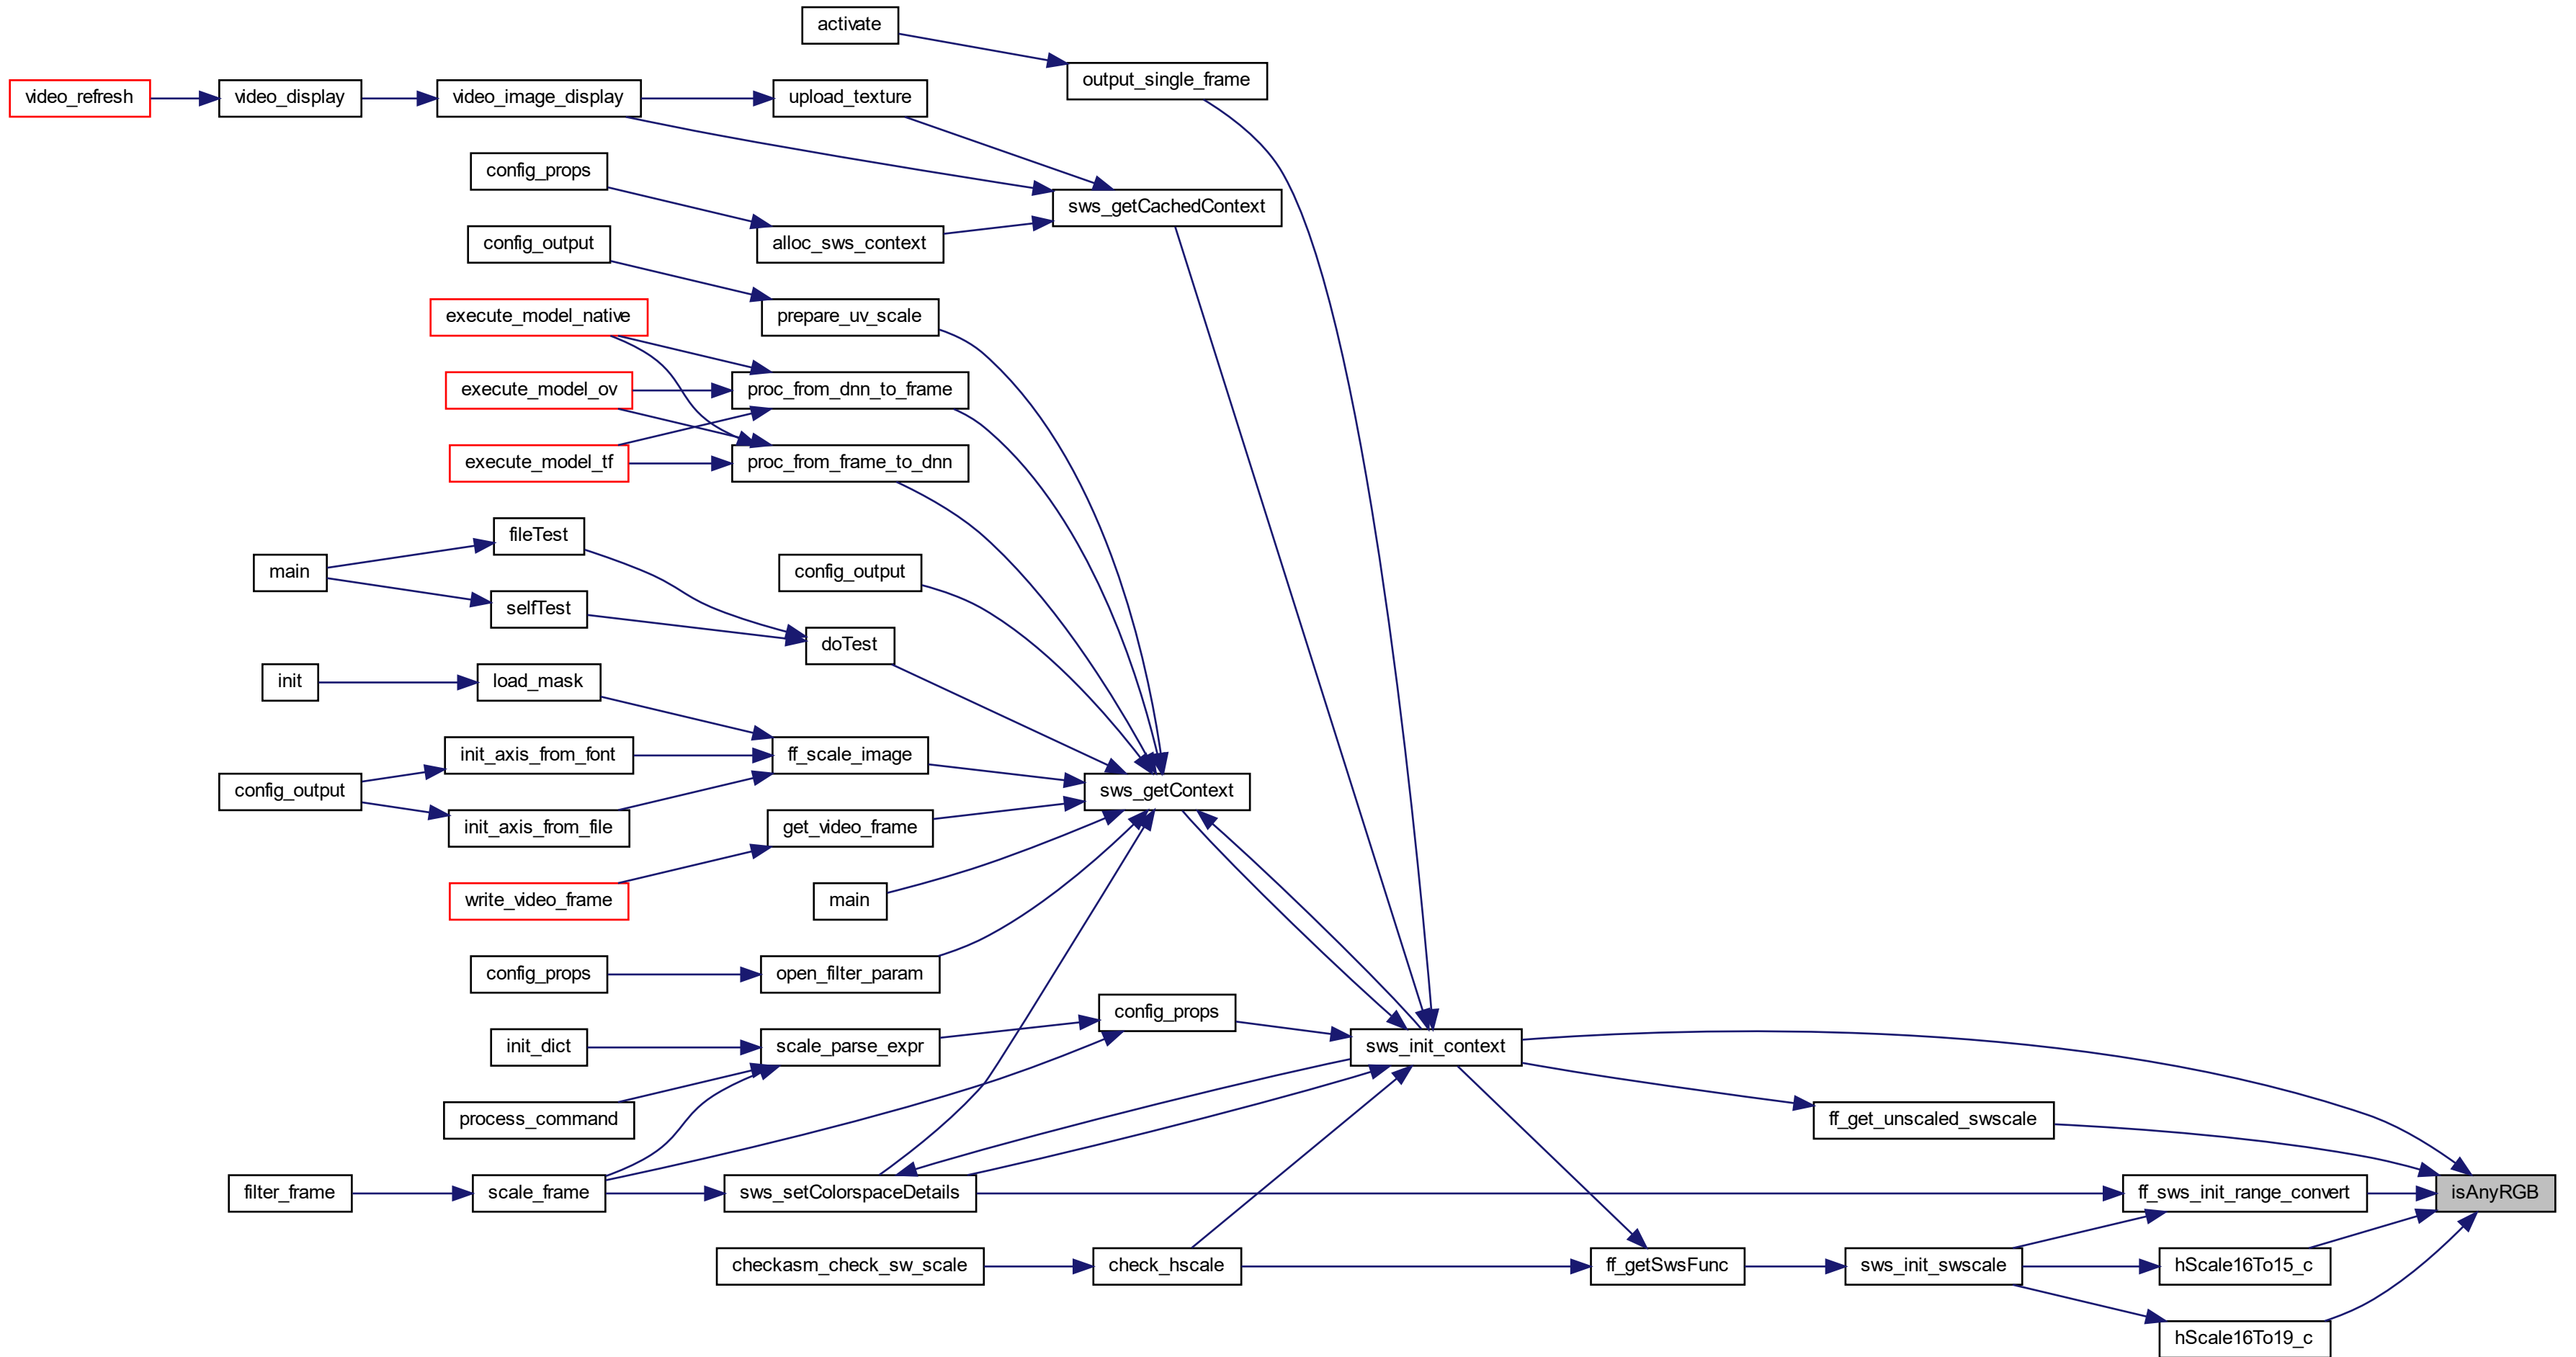 activate
output_single_frame
video_refresh
video_display
video_image_display
upload_texture
config_props
sws_getCachedContext
config_output
alloc_sws_context
execute_model_native
prepare_uv_scale
execute_model_ov
proc_from_dnn_to_frame
execute_model_tf
proc_from_frame_to_dnn
fileTest
main
config_output
selfTest
doTest
init
load_mask
init_axis_from_font
ff_scale_image
config_output
sws_getContext
init_axis_from_file
get_video_frame
write_video_frame
main
config_props
open_filter_param
config_props
init_dict
scale_parse_expr
sws_init_context
process_command
ff_get_unscaled_swscale
filter_frame
scale_frame
sws_setColorspaceDetails
ff_sws_init_range_convert
isAnyRGB
checkasm_check_sw_scale
check_hscale
ff_getSwsFunc
sws_init_swscale
hScale16To15_c
hScale16To19_c